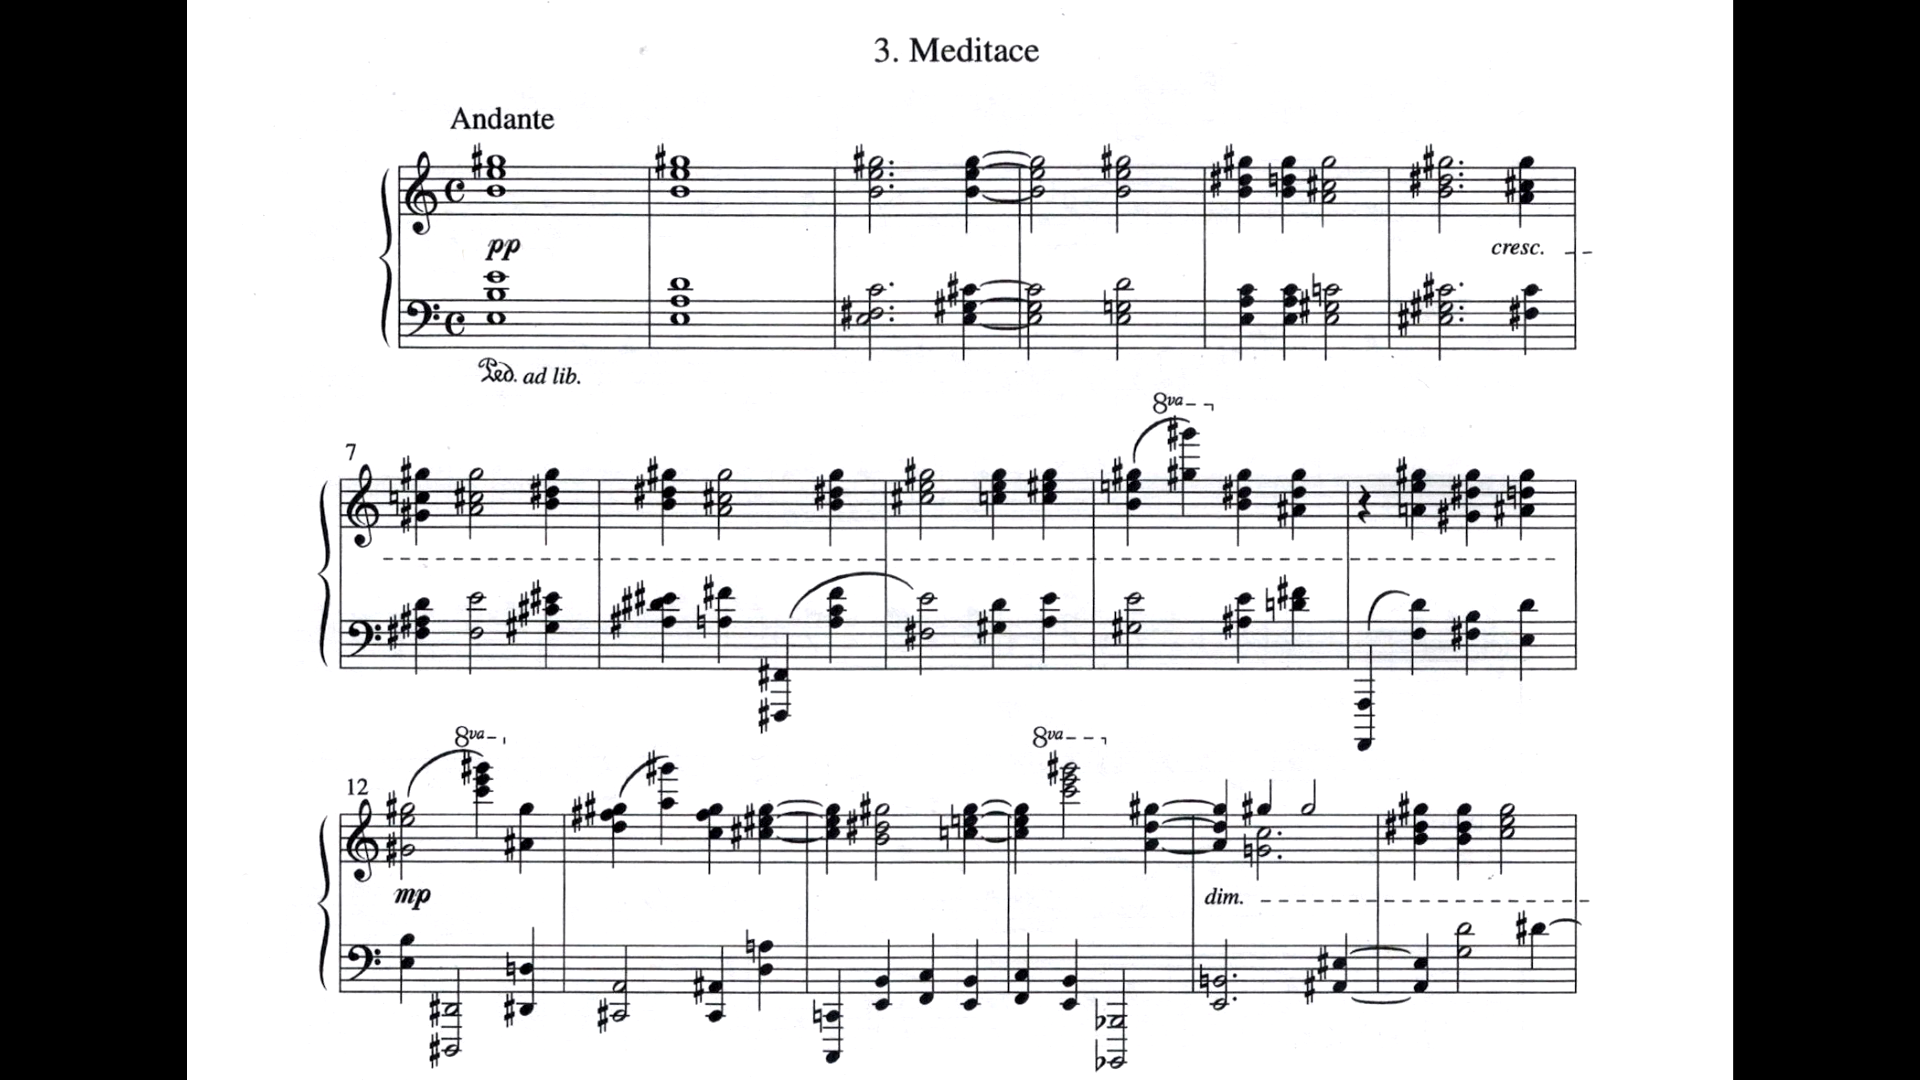 3. Meditace
Andante
pp
cresc.
Ped. ad lib.
8va
7
8va
8va
12
mp
dim.